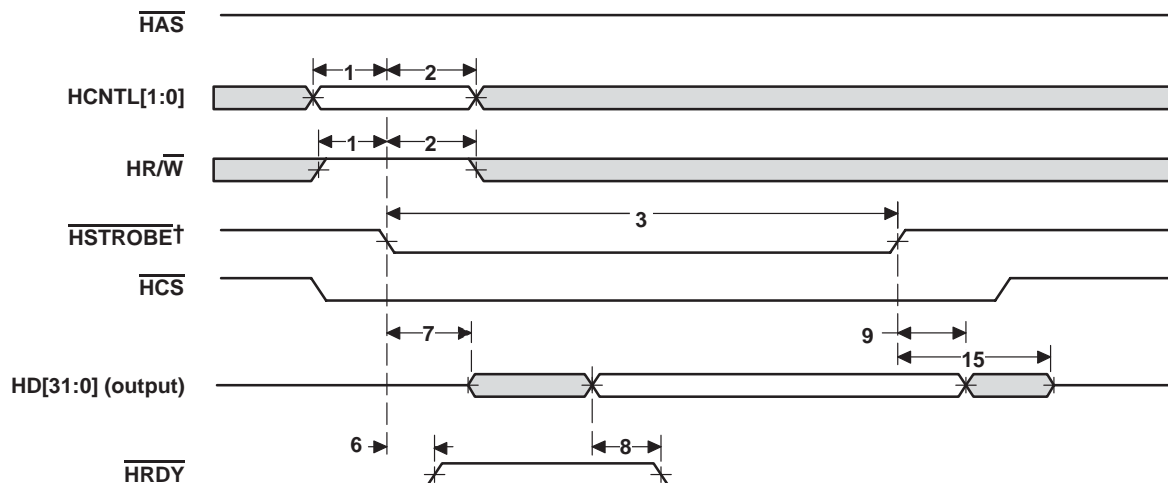 HAS
1 2
HCNTL[1:0]
1 2
HR/W
3
HSTROBE†
HCS
7 9
15
HD[31:0] (output)
6 8
HRDY